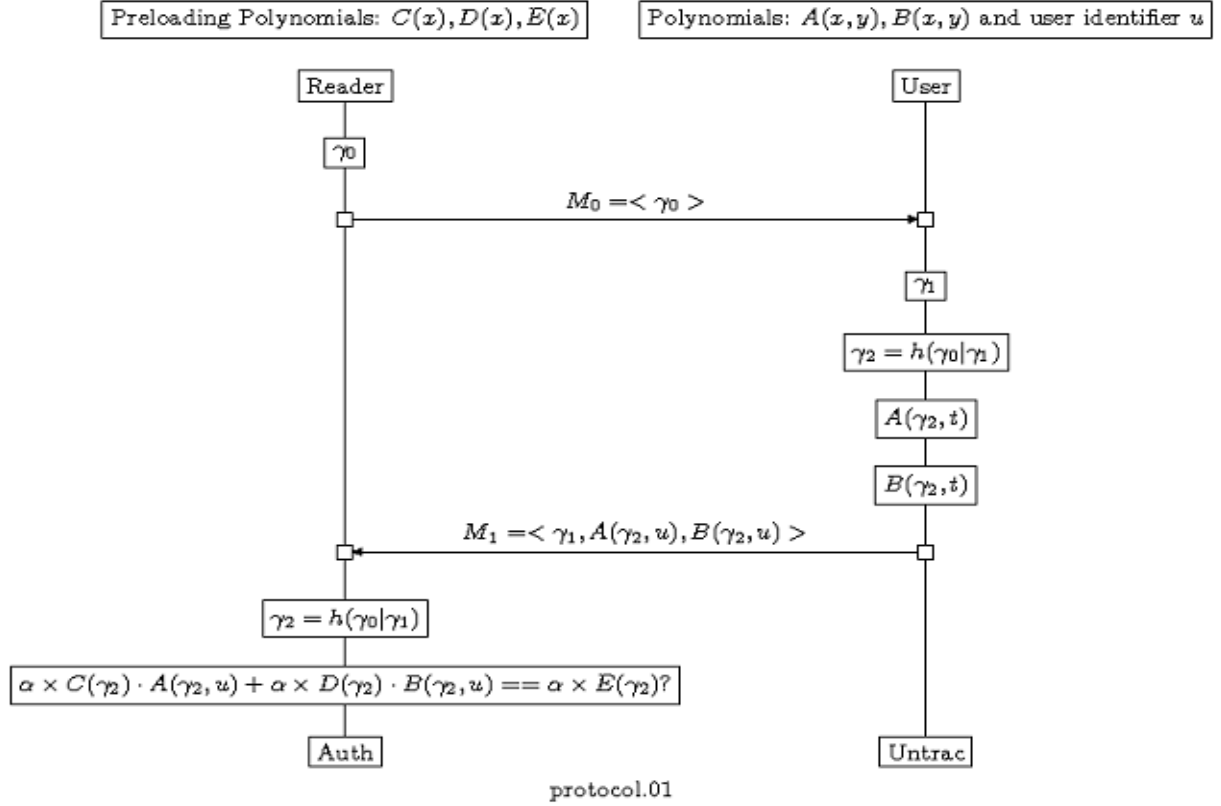 Preloading Polynomials: C(x), D(x), E(x)
Polynomials: A(x, y), B(x, y) and user identifier u
Reader
User
γ₀
M₀ =< γ₀ >
γ₁
γ₂ = h(γ₀|γ₁)
A(γ₂, t)
B(γ₂, t)
M₁ =< γ₁, A(γ₂, u), B(γ₂, u) >
γ₂ = h(γ₀|γ₁)
α × C(γ₂) · A(γ₂, u) + α × D(γ₂) · B(γ₂, u) == α × E(γ₂)?
Auth
Untrac
protocol.01